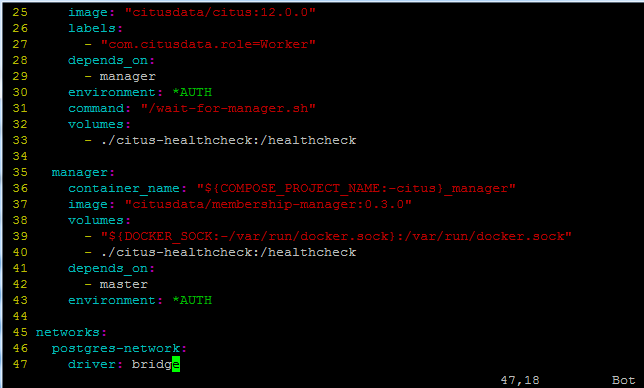 25     image: "citusdata/citus:12.0.0"
26     labels:
27       - "com.citusdata.role=Worker"
28     depends_on:
29       - manager
30     environment: *AUTH
31     command: "/wait-for-manager.sh"
32     volumes:
33       - ./citus-healthcheck:/healthcheck
34
35   manager:
36     container_name: "${COMPOSE_PROJECT_NAME:-citus}_manager"
37     image: "citusdata/membership-manager:0.3.0"
38     volumes:
39       - "${DOCKER_SOCK:-/var/run/docker.sock}:/var/run/docker.sock"
40       - ./citus-healthcheck:/healthcheck
41     depends_on:
42       - master
43     environment: *AUTH
44
45 networks:
46   postgres-network:
47     driver: bridge
47,18 Bot